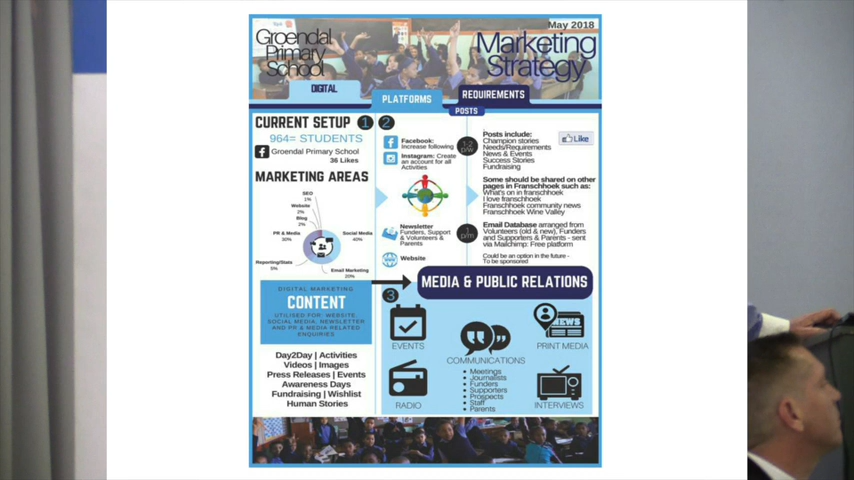 May 2018
Groendal
Primary
School
Marketing
Strategy
DIGITAL
PLATFORMS
REQUIREMENTS
POSTS
CURRENT SETUP
1
964= STUDENTS
Groendal Primary School
36 Likes
MARKETING AREAS
SEO
1%
Website
2%
Blog
2%
PR & Media
30%
Social Media
40%
Reporting/Stats
5%
Email Marketing
20%
DIGITAL MARKETING
CONTENT
UTILISED FOR: WEBSITE,
SOCIAL MEDIA, NEWSLETTER
AND PR & MEDIA RELATED
ENQUIRIES
Day2Day | Activities
Videos | Images
Press Releases | Events
Awareness Days
Fundraising | Wishlist
Human Stories
2
Facebook:
Increase following
Instagram: Create
an account for all
Activities
Newsletter
Funders, Support
& Volunteers &
Parents
Website
1-2
p/w
Posts include:
Champion stories
Needs/Requirements
News & Events
Success Stories
Fundraising
Like
Some should be shared on other
pages in Franschhoek such as:
What's on in franschhoek
I love franschhoek
Franschhoek community news
Franschhoek Wine Valley
1
p/m
Email Database arranged from
Volunteers (old & new), Funders
and Supporters & Parents - sent
via Mailchimp: Free platform
Could be an option in the future -
To be sponsored
MEDIA & PUBLIC RELATIONS
3
EVENTS
RADIO
COMMUNICATIONS
Meetings
Journalists
Funders
Supporters
Prospects
Staff
Parents
NEWS
PRINT MEDIA
INTERVIEWS